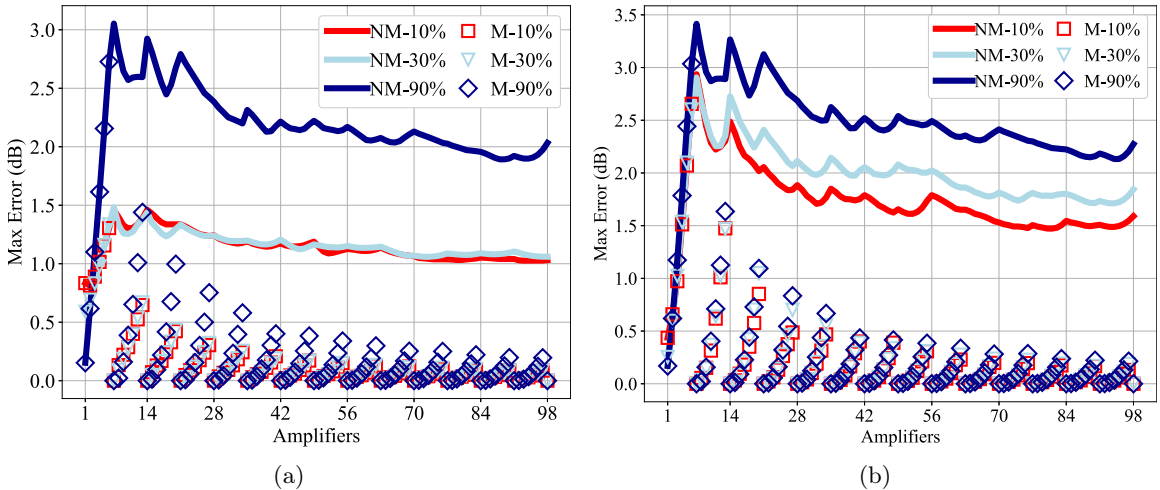 3.0
2.5
2.0
1.5
1.0
0.5
0.0
Max Error (dB)
NM-10% M-10%
NM-30% M-30%
NM-90% M-90%
1 14 28 42 56 70 84 98
Amplifiers
(a)
3.5
3.0
2.5
2.0
1.5
1.0
0.5
0.0
Max Error (dB)
NM-10% M-10%
NM-30% M-30%
NM-90% M-90%
1 14 28 42 56 70 84 98
Amplifiers
(b)